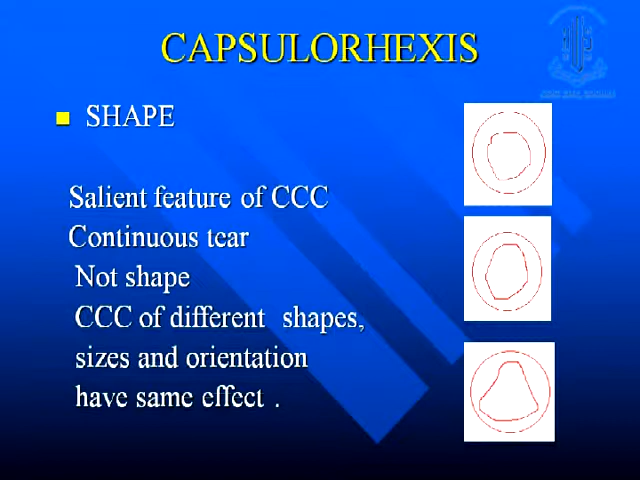 CAPSULORHEXIS
SHAPE
Salient feature of CCC
Continuous tear
Not shape
CCC of different shapes,
sizes and orientation
have same effect .